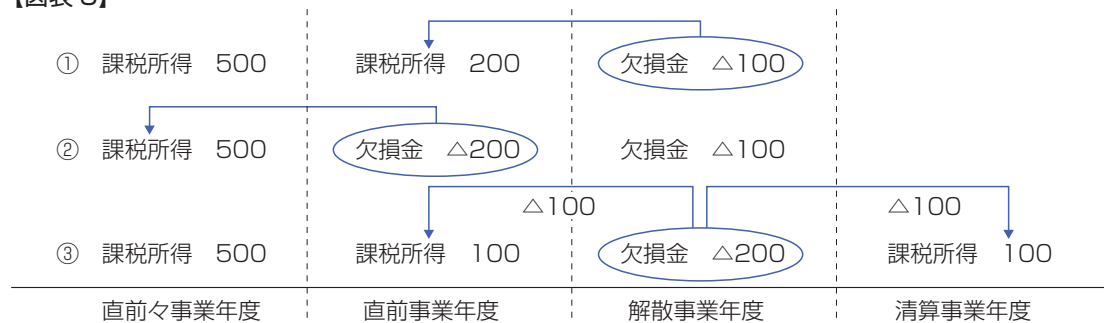 ① 課税所得 500 課税所得 200 欠損金 △100
② 課税所得 500 欠損金 △200 欠損金 △100
△100 △100
③ 課税所得 500 課税所得 100 欠損金 △200 課税所得 100
直前々事業年度 直前事業年度 解散事業年度 清算事業年度